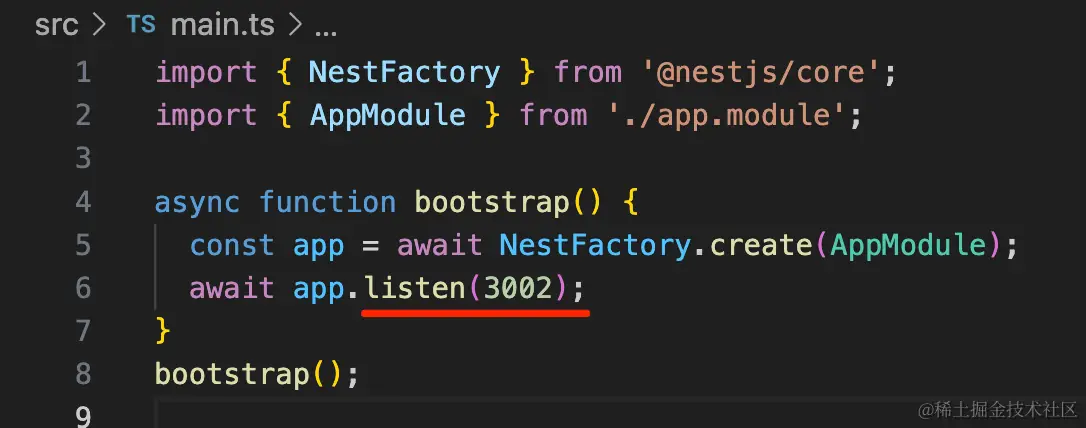 src > TS main.ts > ...
1 import { NestFactory } from '@nestjs/core';
2 import { AppModule } from './app.module';
3
4 async function bootstrap() {
5   const app = await NestFactory.create(AppModule);
6   await app.listen(3002);
7 }
8 bootstrap();
9
@稀土掘金技术社区